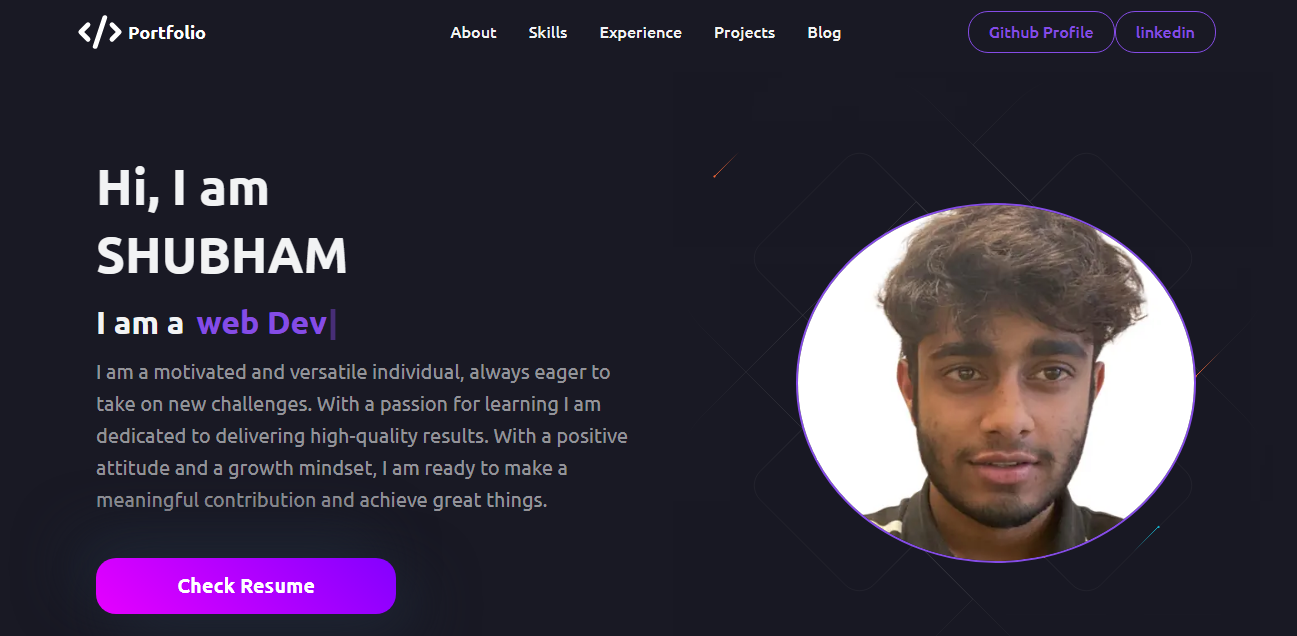 </> Portfolio
About Skills Experience Projects Blog
Github Profile linkedin
Hi, I am
SHUBHAM
I am a web Dev|
I am a motivated and versatile individual, always eager to
take on new challenges. With a passion for learning I am
dedicated to delivering high-quality results. With a positive
attitude and a growth mindset, I am ready to make a
meaningful contribution and achieve great things.
Check Resume